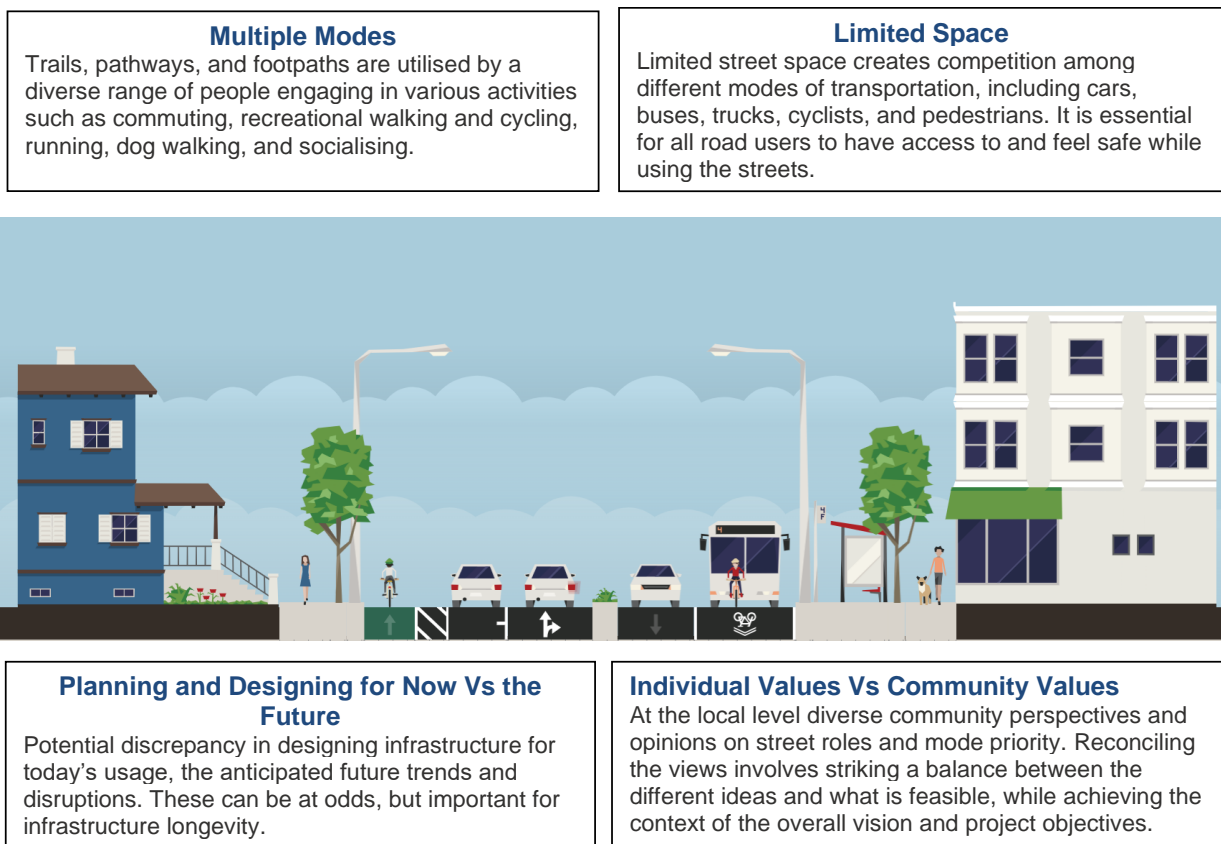 Multiple Modes
Trails, pathways, and footpaths are utilised by a
diverse range of people engaging in various activities
such as commuting, recreational walking and cycling,
running, dog walking, and socialising.
Limited Space
Limited street space creates competition among
different modes of transportation, including cars,
buses, trucks, cyclists, and pedestrians. It is essential
for all road users to have access to and feel safe while
using the streets.
4
F
4
Planning and Designing for Now Vs the
Future
Potential discrepancy in designing infrastructure for
today's usage, the anticipated future trends and
disruptions. These can be at odds, but important for
infrastructure longevity.
Individual Values Vs Community Values
At the local level diverse community perspectives and
opinions on street roles and mode priority. Reconciling
the views involves striking a balance between the
different ideas and what is feasible, while achieving the
context of the overall vision and project objectives.